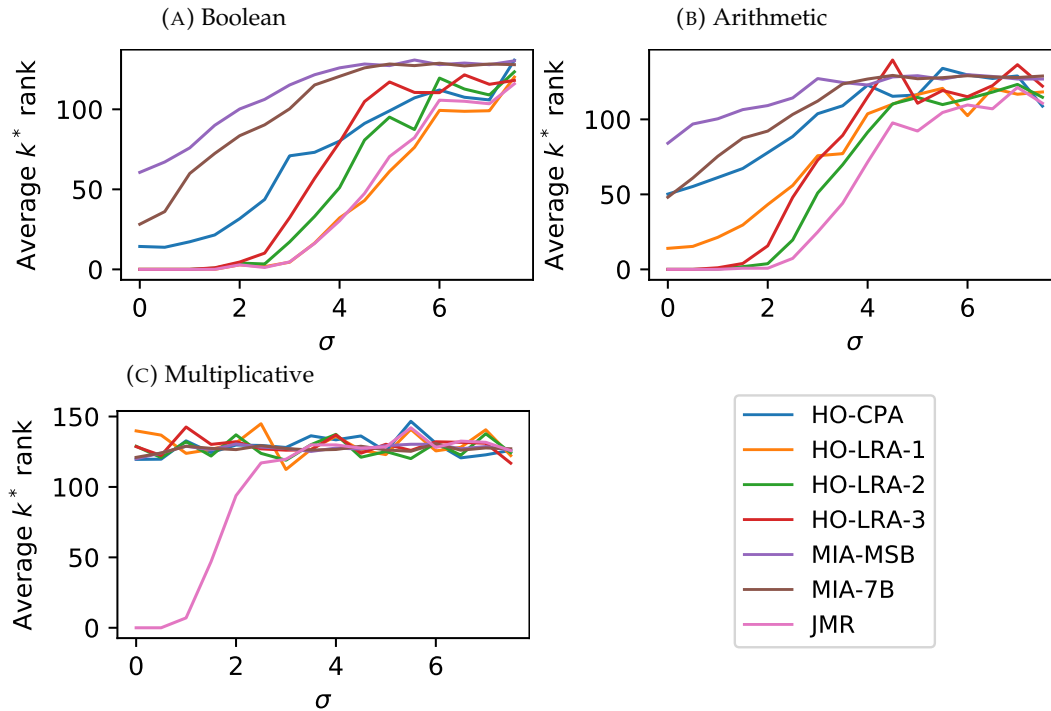 (A) Boolean
Average k* rank
100
50
0
0 2 4 6
σ
(B) Arithmetic
Average k* rank
100
50
0
0 2 4 6
σ
(C) Multiplicative
Average k* rank
150
100
50
0
0 2 4 6
σ
HO-CPA
HO-LRA-1
HO-LRA-2
HO-LRA-3
MIA-MSB
MIA-7B
JMR